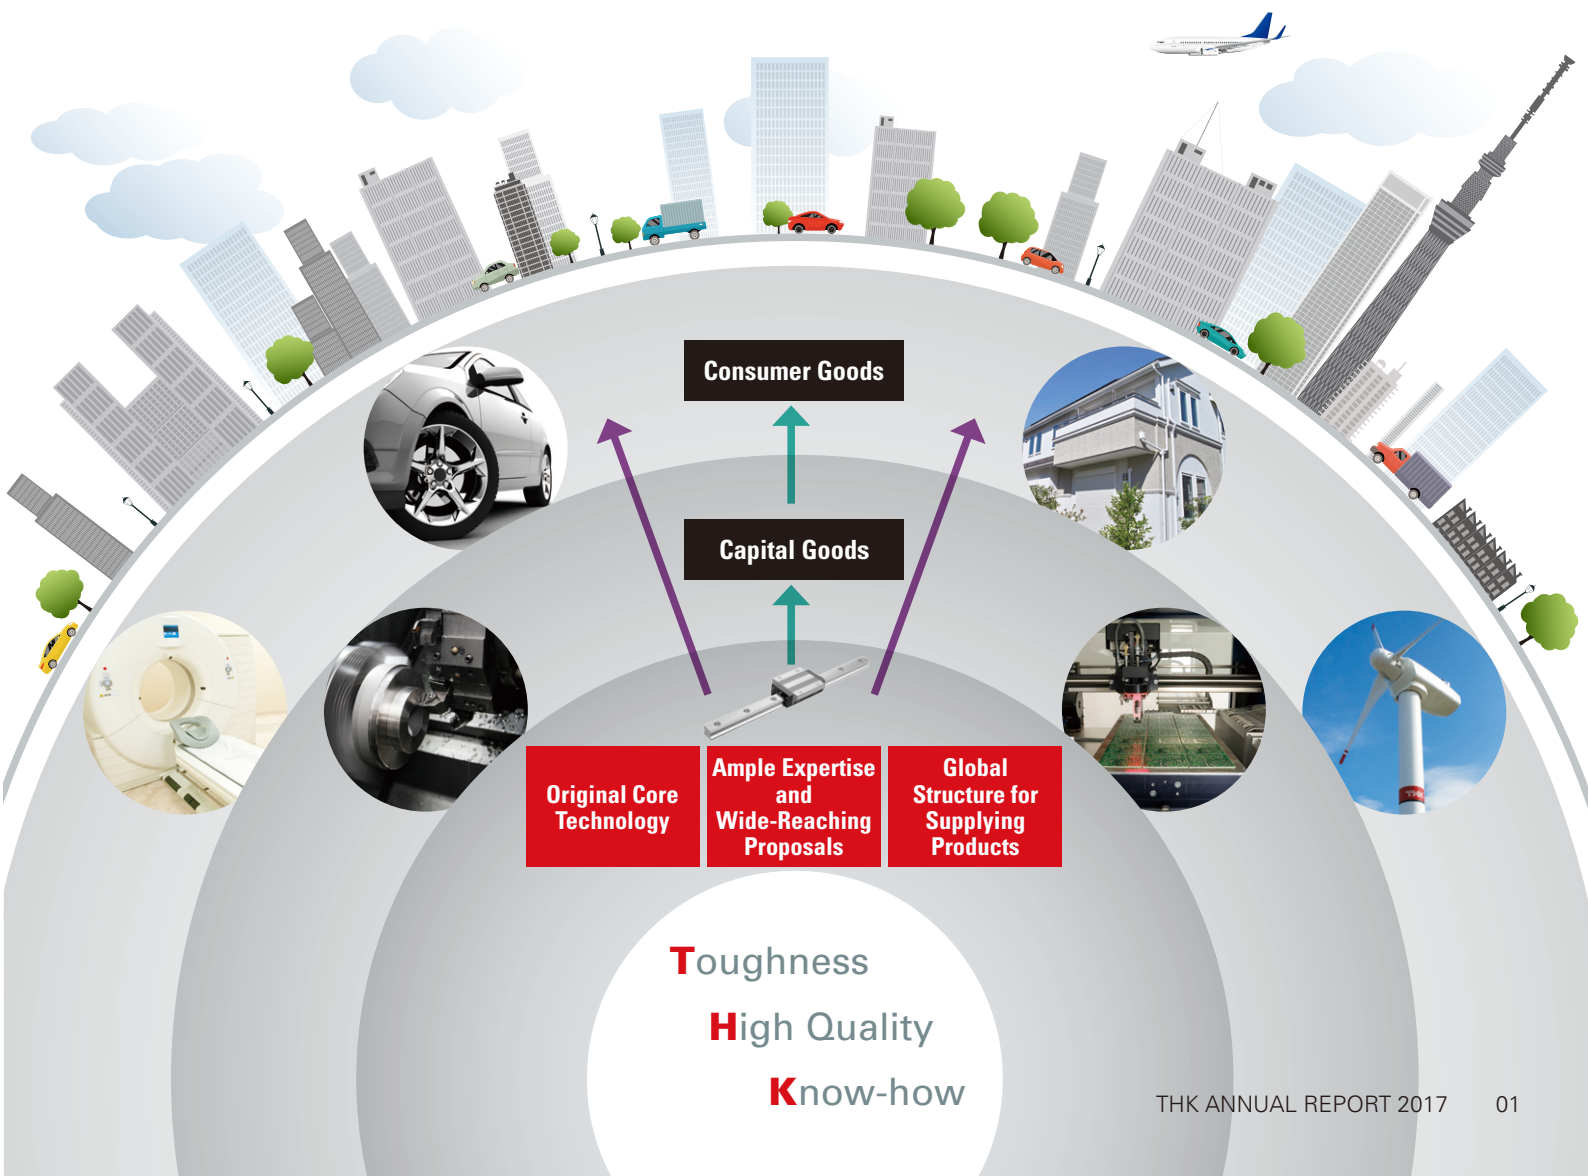 Consumer Goods
Capital Goods
Original Core
Technology
Ample Expertise
and
Wide-Reaching
Proposals
Global
Structure for
Supplying
Products
THK
Toughness
High Quality
Know-how
THK ANNUAL REPORT 2017 01